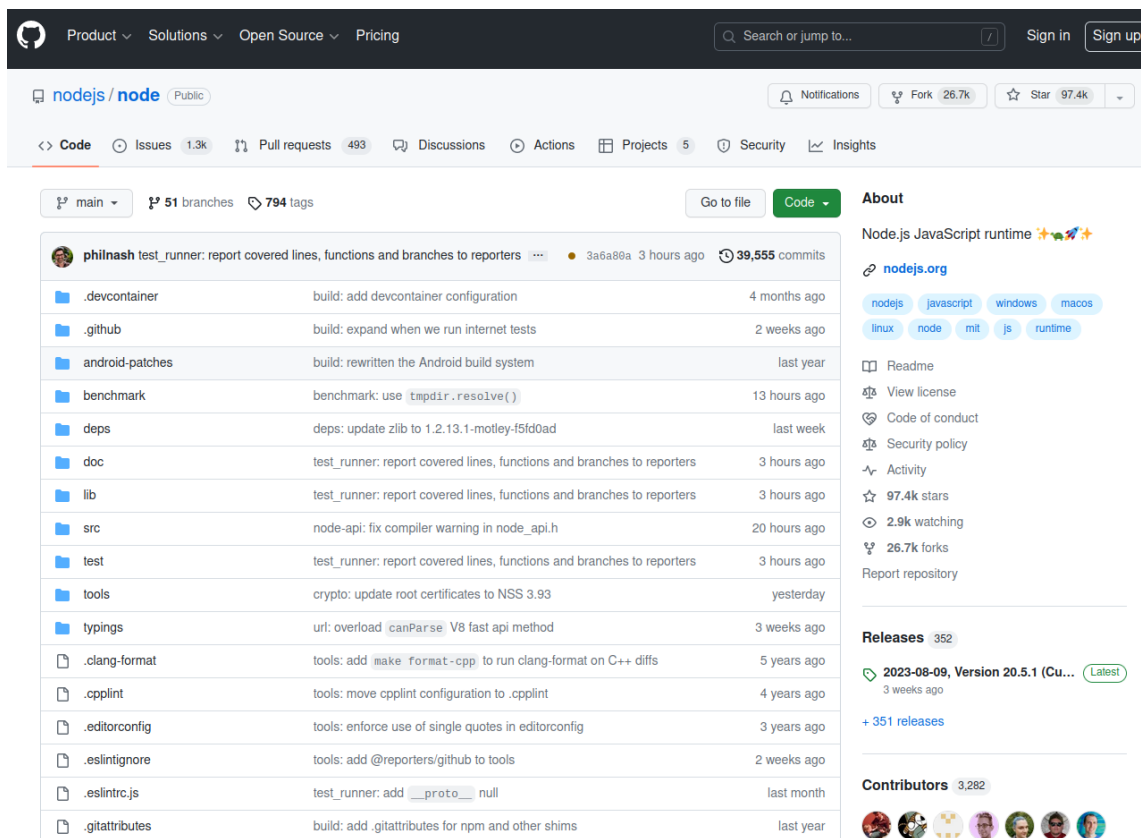 Product Solutions Open Source Pricing Search or jump to... / Sign in Sign up
nodejs / node Public Notifications Fork 26.7k Star 97.4k
<> Code Issues 1.3k Pull requests 493 Discussions Actions Projects 5 Security Insights
main 51 branches 794 tags Go to file Code
philnash test_runner: report covered lines, functions and branches to reporters ... 3a6a80a 3 hours ago 39,555 commits
.devcontainer build: add devcontainer configuration 4 months ago
.github build: expand when we run internet tests 2 weeks ago
android-patches build: rewritten the Android build system last year
benchmark benchmark: use tmpdir.resolve() 13 hours ago
deps deps: update zlib to 1.2.13.1-motley-f5fd0ad last week
doc test_runner: report covered lines, functions and branches to reporters 3 hours ago
lib test_runner: report covered lines, functions and branches to reporters 3 hours ago
src node-api: fix compiler warning in node_api.h 20 hours ago
test test_runner: report covered lines, functions and branches to reporters 3 hours ago
tools crypto: update root certificates to NSS 3.93 yesterday
typings url: overload canParse V8 fast api method 3 weeks ago
.clang-format tools: add make format-cpp to run clang-format on C++ diffs 5 years ago
.cpplint tools: move cpplint configuration to .cpplint 4 years ago
.editorconfig tools: enforce use of single quotes in editorconfig 3 years ago
.eslintignore tools: add @reporters/github to tools 2 weeks ago
.eslintrc.js test_runner: add __proto__ null last month
.gitattributes build: add .gitattributes for npm and other shims last year
About
Node.js JavaScript runtime ✨🐢🚀✨
nodejs.org
nodejs javascript windows macos
linux node mit js runtime
Readme
View license
Code of conduct
Security policy
Activity
97.4k stars
2.9k watching
26.7k forks
Report repository
Releases 352
2023-08-09, Version 20.5.1 (Cu... Latest
3 weeks ago
+ 351 releases
Contributors 3,282